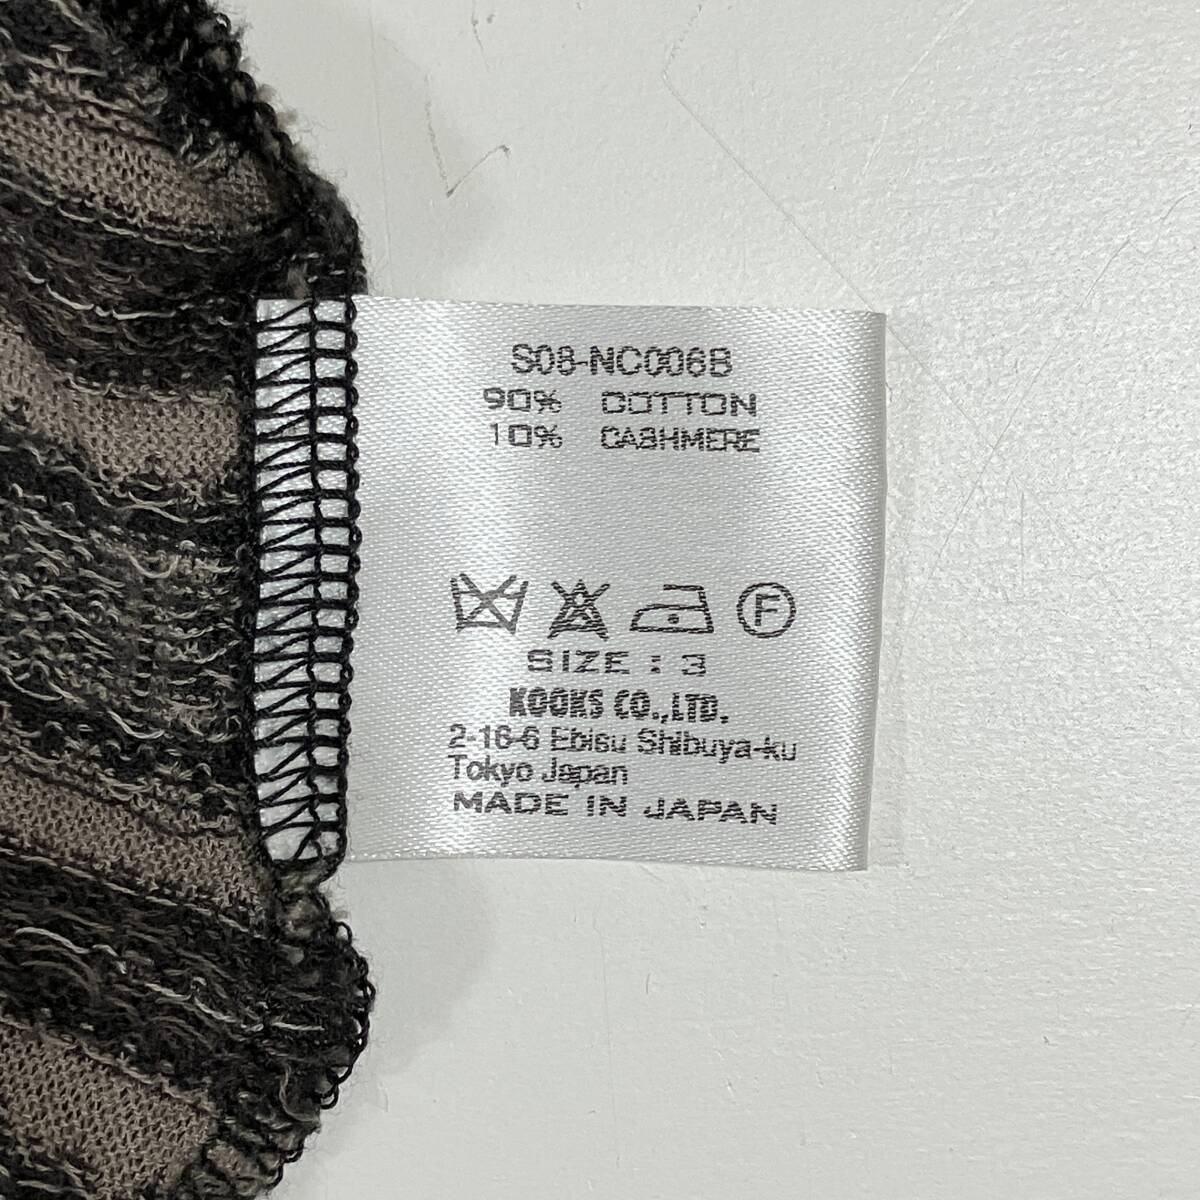 S08-NC006B
90% COTTON
10% CASHMERE
F
SIZE : 3
KOOKS CO.,LTD.
2-16-6 Ebisu Shibuya-ku
Tokyo Japan
MADE IN JAPAN